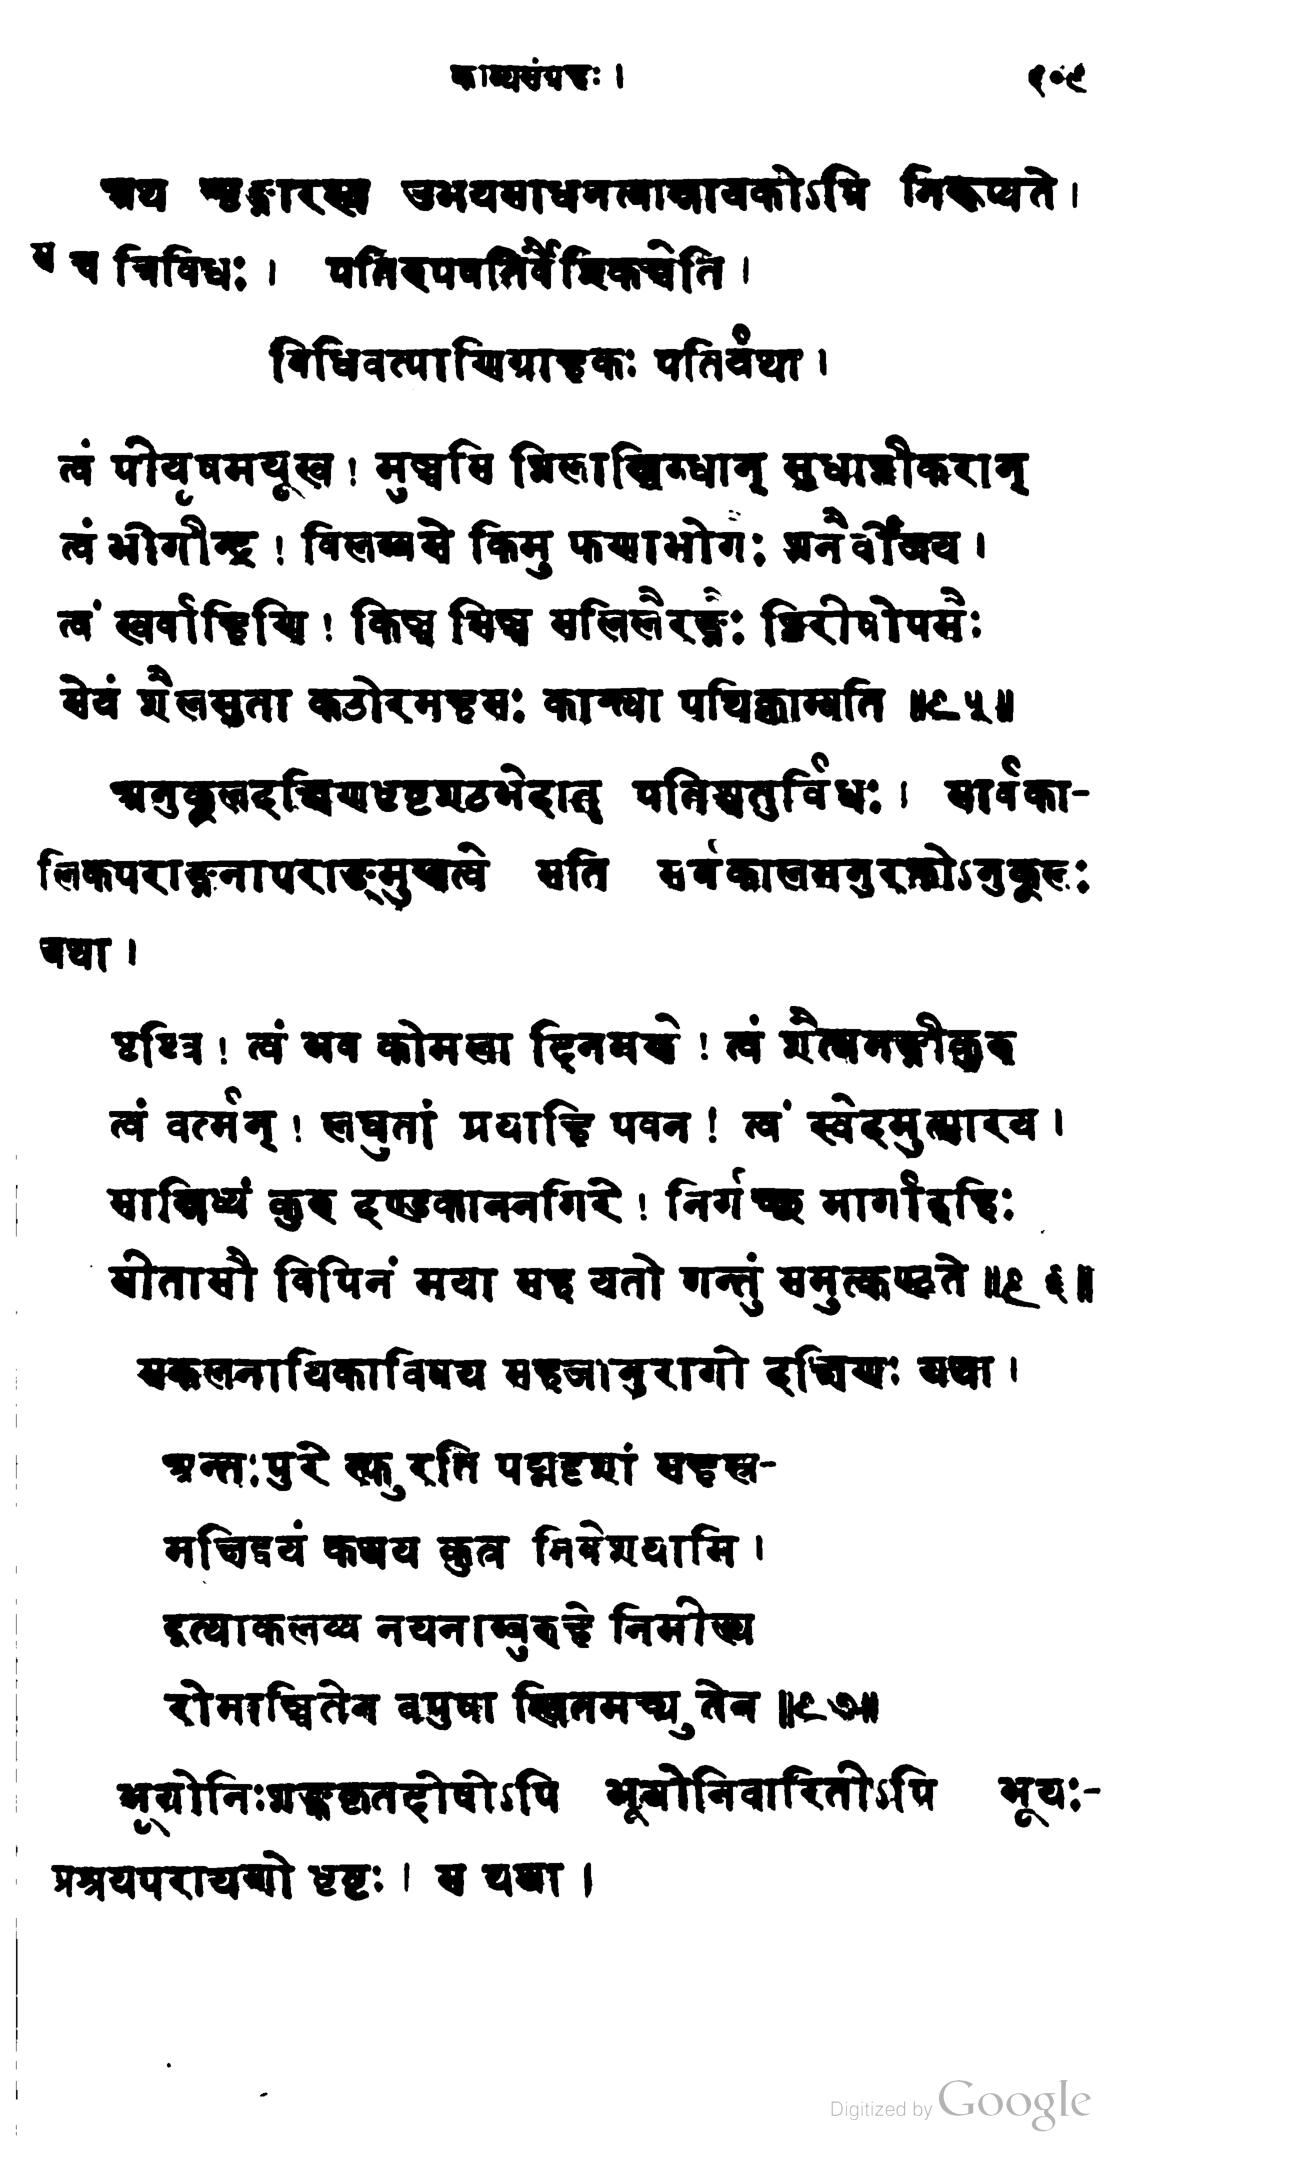 काव्यसंग्रहः । १०९
अथ शृङ्गारस्य उभयसाधनत्वान्नायकोऽपि निरूप्यते ।
स च त्रिविधः । पतिरुपपतिर्वैशिकश्चेति ।
विधिवत्पाणिग्राहकः पतिर्यथा ।
त्वं पीयूषमयूख ! मुञ्चसि शिलास्निग्धान् सुधाशीकरान्
त्वं भोगीन्द्र ! विलम्बसे किमु फणाभोगैः शनैर्वीजय ।
त्वं स्वर्वाहिणि ! किञ्च सिञ्च सलिलैरङ्गैः शिरीषोपमैः
सेयं शैलसुता कठोरमहसः कान्त्या पथिक्लाम्यति ॥९५॥
अनुकूलदक्षिणधृष्टशठभेदात् पतिश्चतुर्विधः । सार्वका-
लिकपराङ्गनापराङ्मुखत्वे सति सर्वकालमनुरक्तोऽनुकूलः
यथा ।
पृथ्वि ! त्वं भव कोमला दिनमणे ! त्वं शैत्यमङ्गीकुरु
त्वं वर्त्मन् ! लघुतां प्रयाहि पवन ! त्वं स्वेदमुत्सारय ।
सान्निध्यं कुरु दण्डकाननगिरे ! निर्गच्छ मार्गाद्वहिः
सीतासौ विपिनं मया सह यतो गन्तुं समुत्कण्ठते ॥९६॥
सकलनायिकाविषय सहजानुरागो दक्षिणः यथा ।
अन्तःपुरे स्फुरति पद्मदृशां सहस्र-
मक्षिद्वयं कथय कुत्र निवेशयामि ।
इत्याकलय्य नयनाम्बुरुहे निमील्य
रोमाञ्चितेन वपुषा स्थितमच्युतेन ॥९७॥
भूयोनिःशङ्ककृतदोषोऽपि भूयोनिवारितोऽपि भूयः-
प्रश्रयपरायणो धृष्टः । स यथा ।
Digitized by Google